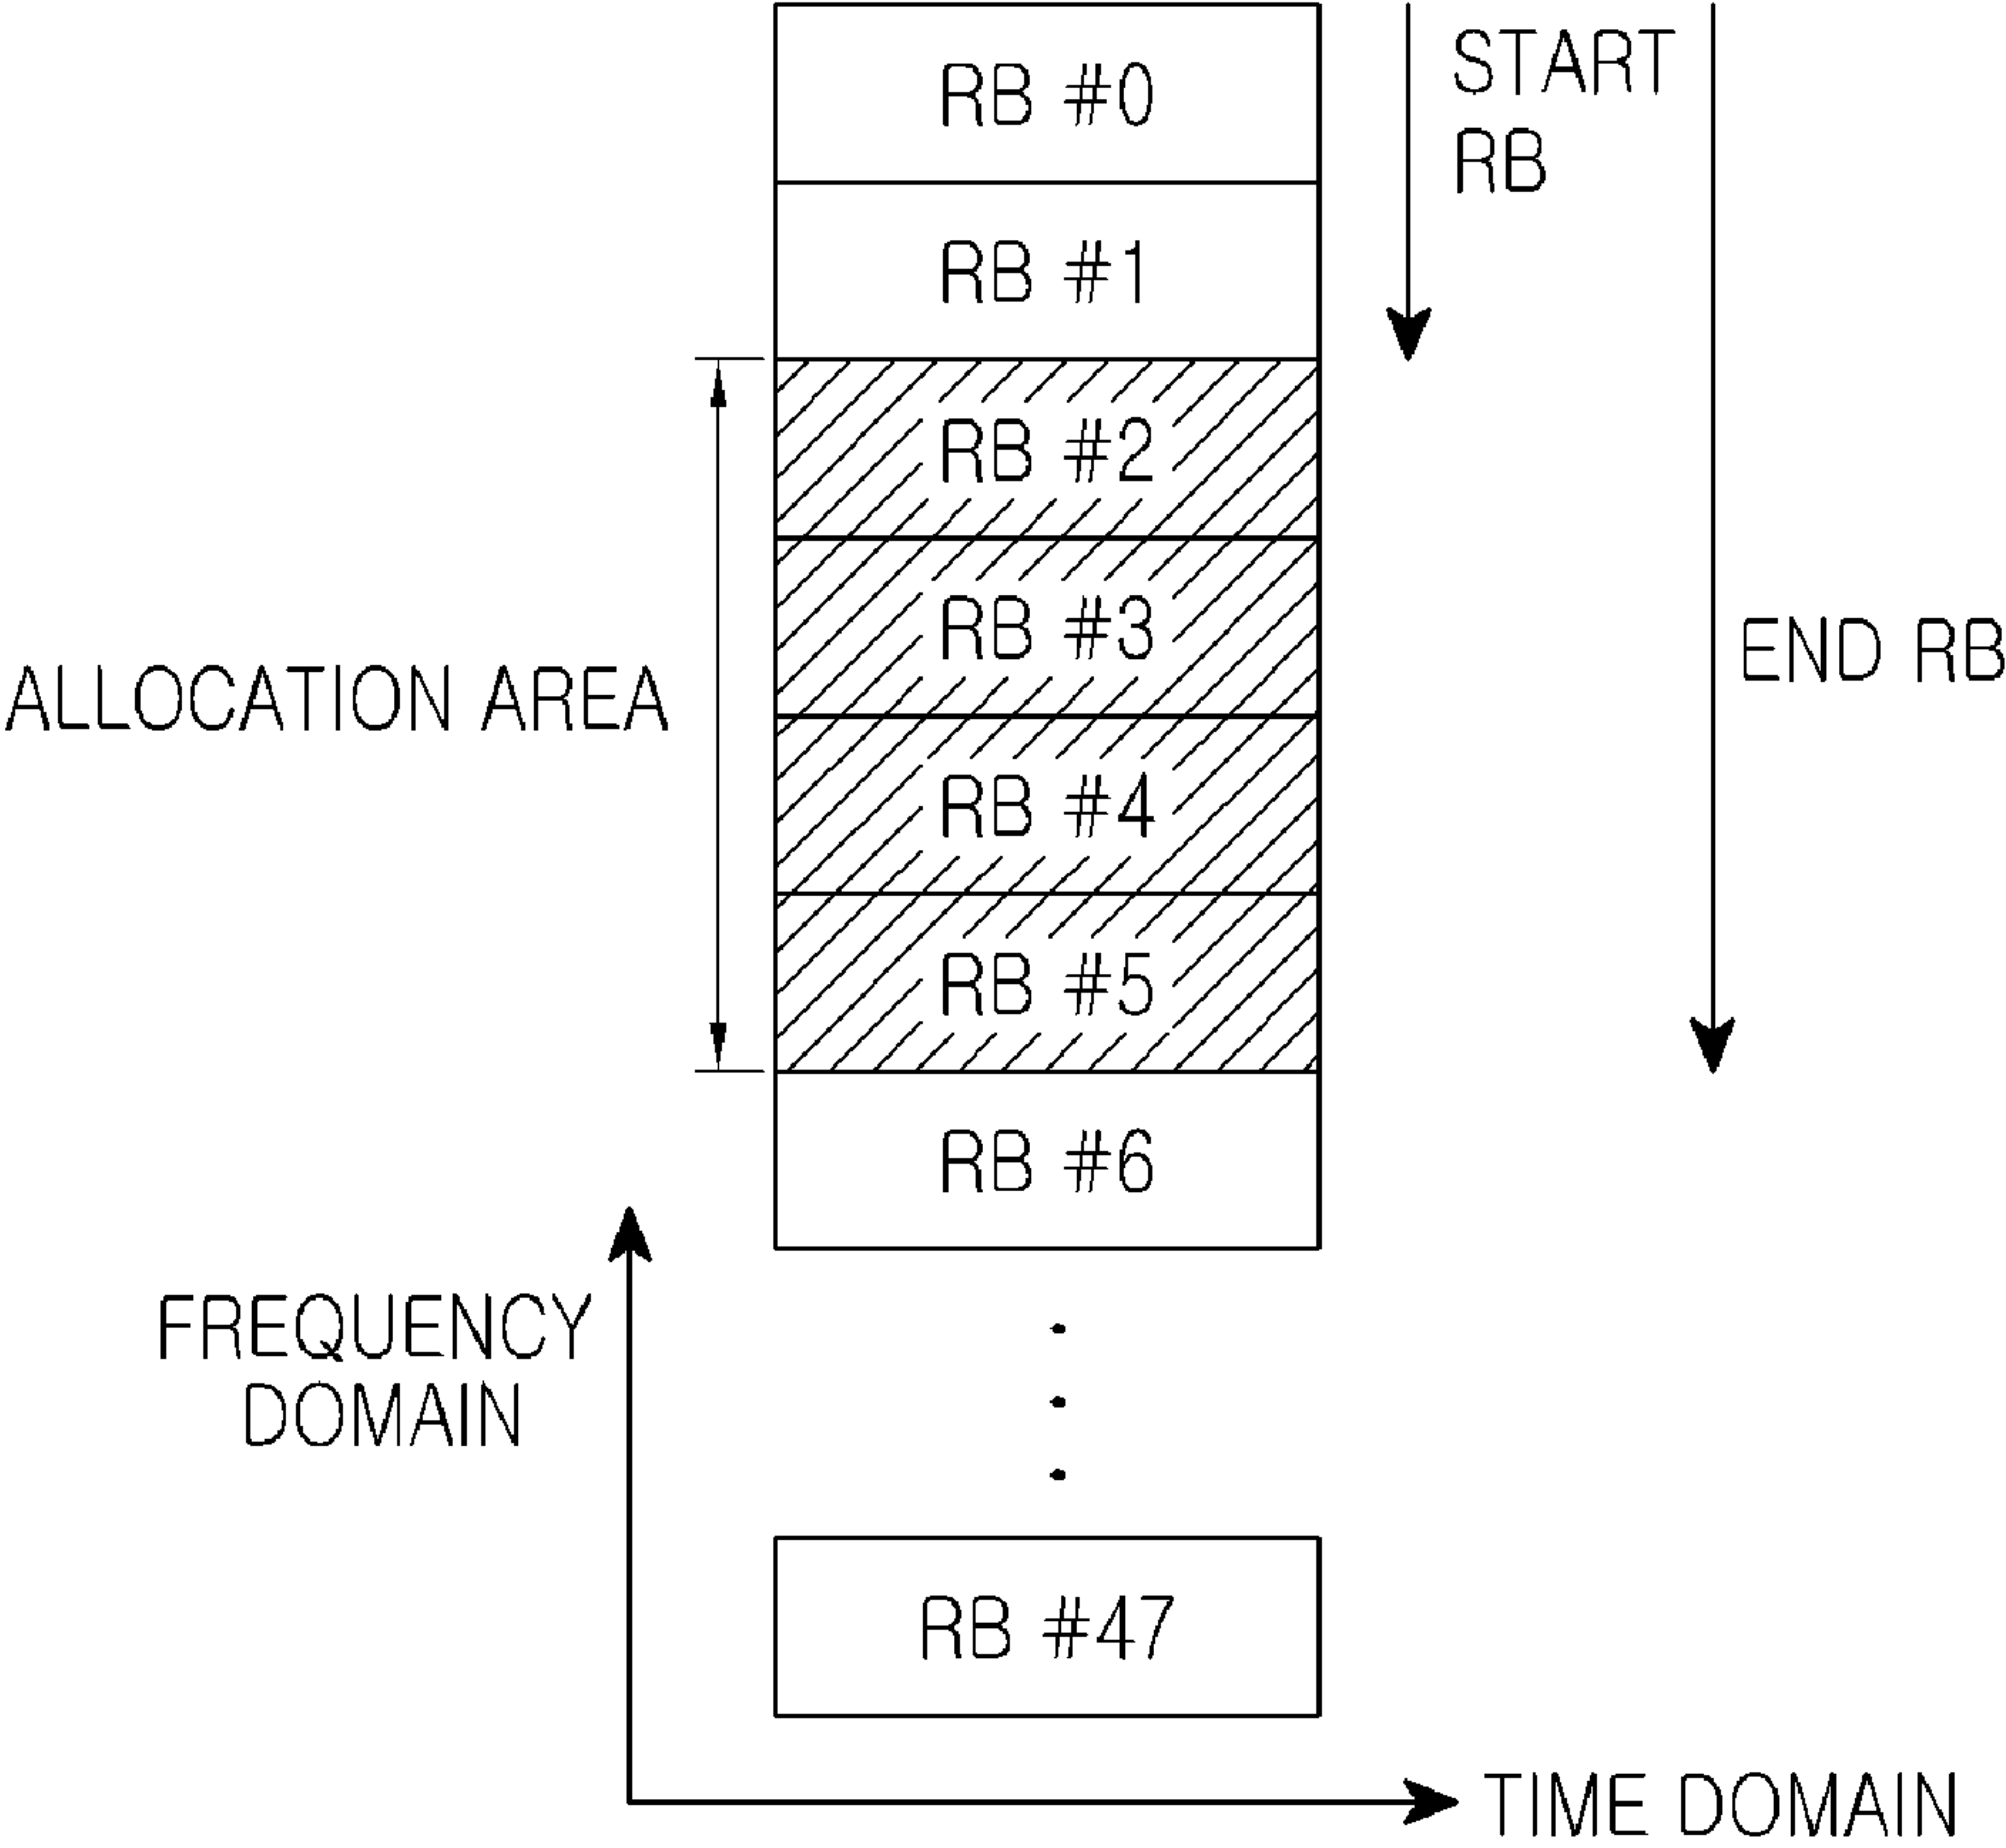 RB #0
START
RB
RB #1
RB #2
RB #3
END RB
ALLOCATION AREA
RB #4
RB #5
RB #6
FREQUENCY
DOMAIN
RB #47
TIME DOMAIN